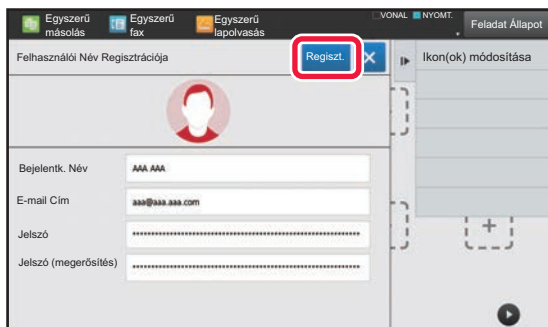 Egyszerű másolás
Egyszerű fax
Egyszerű lapolvasás
VONAL
NYOMT.
Feladat Állapot
Felhasználói Név Regisztrációja
Regiszt.
Ikon(ok) módosítása
Bejelentk. Név
AAA AAA
E-mail Cím
aaa@aaa.aaa.com
Jelszó
Jelszó (megerősítés)